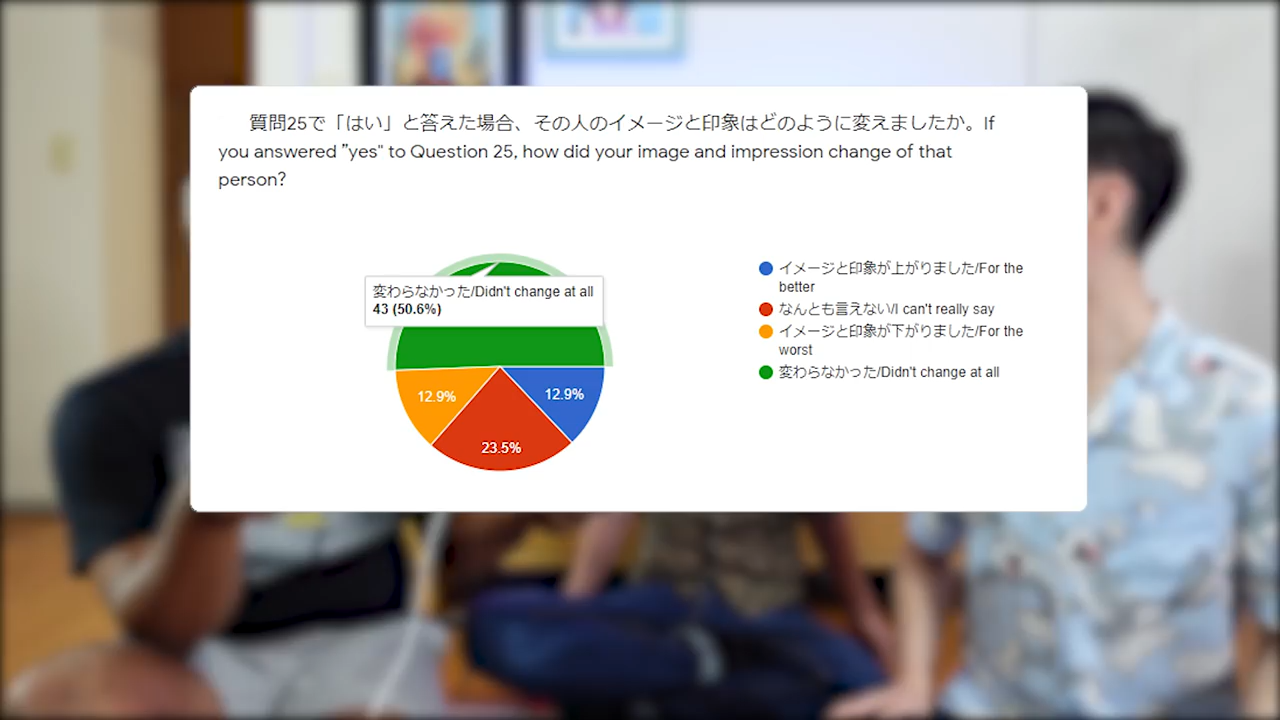 質問25で「はい」と答えた場合、その人のイメージと印象はどのように変えましたか。If
you answered ”yes" to Question 25, how did your image and impression change of that
person?
変わらなかった/Didn't change at all
43 (50.6%)
12.9%
12.9%
23.5%
イメージと印象が上がりました/For the
better
なんとも言えない/I can't really say
イメージと印象が下がりました/For the
worst
変わらなかった/Didn't change at all